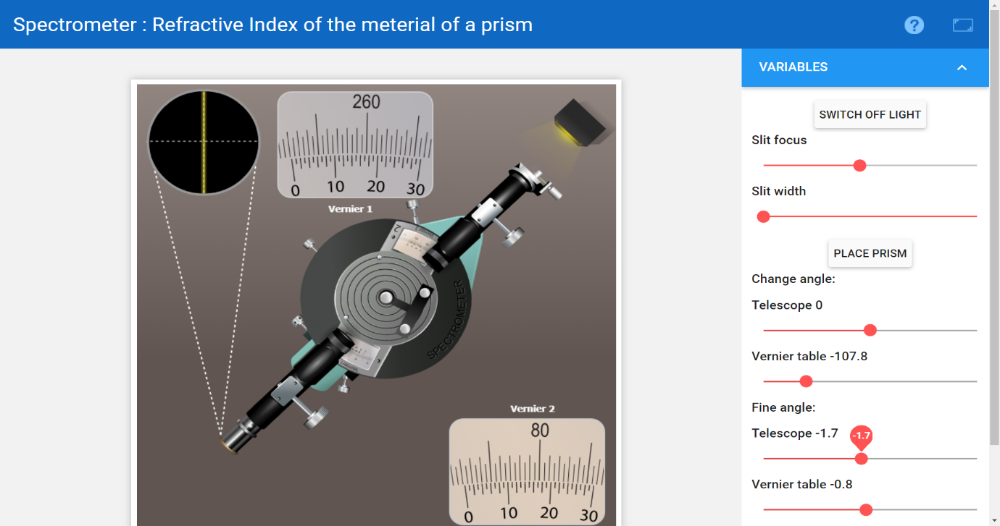 Spectrometer : Refractive Index of the meterial of a prism
?
VARIABLES
SWITCH OFF LIGHT
Slit focus
Slit width
PLACE PRISM
Change angle:
Telescope 0
Vernier table -107.8
Fine angle:
Telescope -1.7
-1.7
Vernier table -0.8
260
0 10 20 30
Vernier 1
2
SPECTROMETER
Vernier 2
80
0 10 20 30